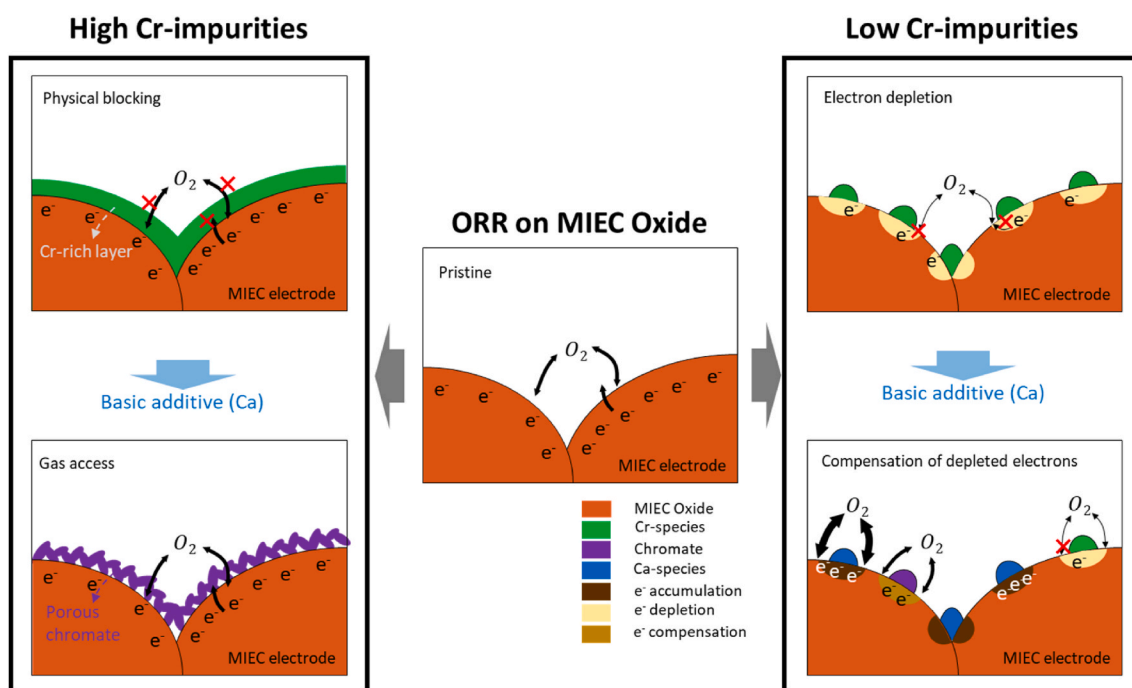 High Cr-impurities
Physical blocking
O₂
e⁻ e⁻ e⁻ e⁻ e⁻ e⁻ e⁻ e⁻ e⁻ e⁻
Cr-rich layer
MIEC electrode
Basic additive (Ca)
Gas access
O₂
e⁻ e⁻ e⁻ e⁻ e⁻ e⁻ e⁻ e⁻ e⁻ e⁻
Porous
chromate
MIEC electrode
ORR on MIEC Oxide
Pristine
O₂
e⁻ e⁻ e⁻ e⁻ e⁻ e⁻ e⁻ e⁻ e⁻ e⁻
MIEC electrode
MIEC Oxide
Cr-species
Chromate
Ca-species
e⁻ accumulation
e⁻ depletion
e⁻ compensation
Low Cr-impurities
Electron depletion
O₂
e⁻ e⁻ e e⁻ e⁻ e⁻
MIEC electrode
Basic additive (Ca)
Compensation of depleted electrons
O₂
O₂
O₂
e e⁻ e⁻ e⁻ e⁻ e⁻ e⁻ e⁻ e⁻
MIEC electrode